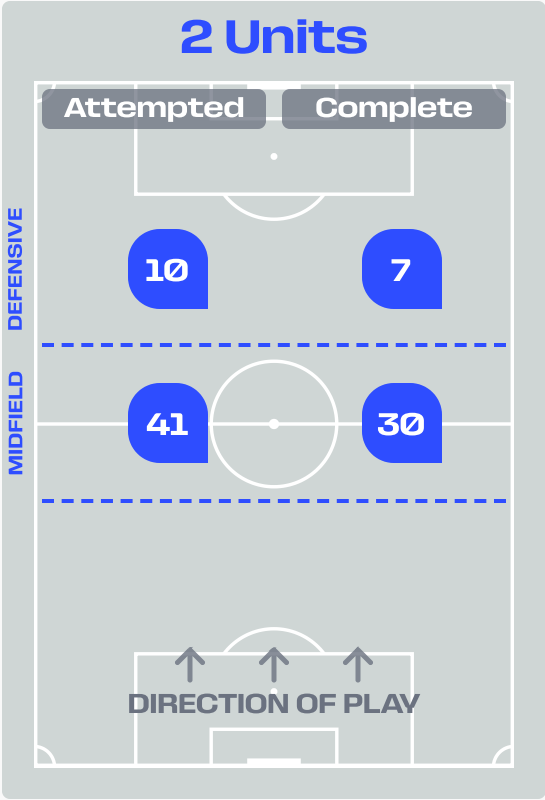 2 Units
Attempted Complete
DEFENSIVE
10 7
MIDFIELD
41 30
DIRECTION OF PLAY